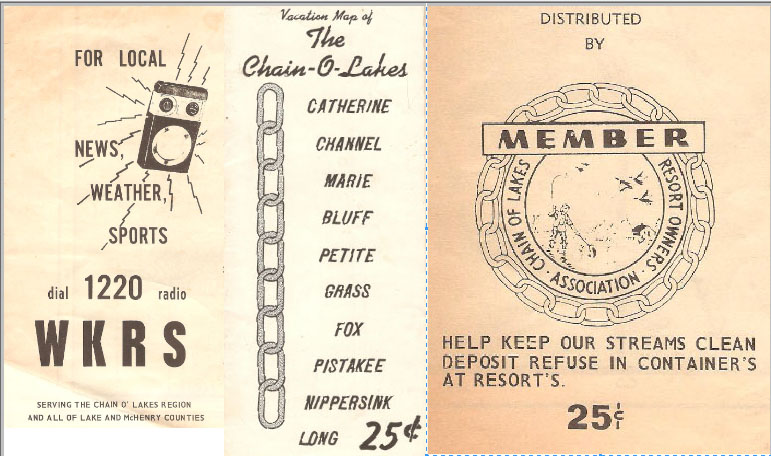 FOR LOCAL
NEWS,
WEATHER,
SPORTS
dial 1220 radio
WKRS
SERVING THE CHAIN O' LAKES REGION
AND ALL OF LAKE AND McHENRY COUNTIES
Vacation Map of
The
Chain-O-Lakes
CATHERINE
CHANNEL
MARIE
BLUFF
PETITE
GRASS
FOX
PISTAKEE
NIPPERSINK
LONG 25¢
DISTRIBUTED
BY
MEMBER
CHAIN OF LAKES · ASSOCIATION · RESORT OWNERS
HELP KEEP OUR STREAMS CLEAN
DEPOSIT REFUSE IN CONTAINER'S
AT RESORT'S.
25¢